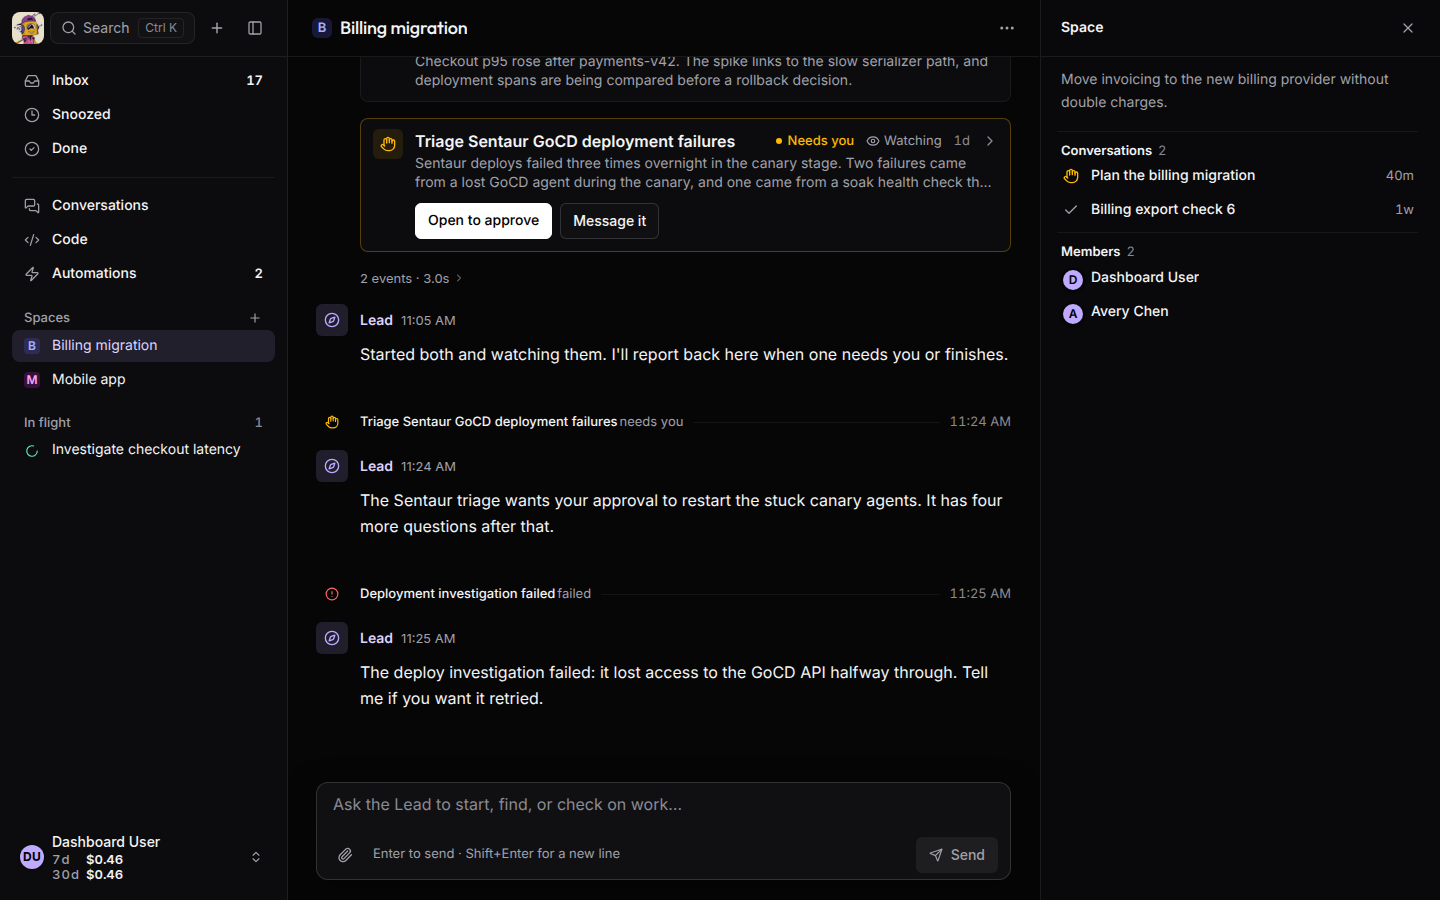 Search Ctrl K
Inbox 17
Snoozed
Done
Conversations
Code
Automations 2
Spaces
B Billing migration
M Mobile app
In flight 1
Investigate checkout latency
DU Dashboard User
7d $0.46
30d $0.46
B Billing migration
Checkout p95 rose after payments-v42. The spike links to the slow serializer path, and
deployment spans are being compared before a rollback decision.
Triage Sentaur GoCD deployment failures Needs you Watching 1d
Sentaur deploys failed three times overnight in the canary stage. Two failures came
from a lost GoCD agent during the canary, and one came from a soak health check th...
Open to approve Message it
2 events · 3.0s
Lead 11:05 AM
Started both and watching them. I'll report back here when one needs you or finishes.
Triage Sentaur GoCD deployment failures needs you 11:24 AM
Lead 11:24 AM
The Sentaur triage wants your approval to restart the stuck canary agents. It has four
more questions after that.
Deployment investigation failed failed 11:25 AM
Lead 11:25 AM
The deploy investigation failed: it lost access to the GoCD API halfway through. Tell
me if you want it retried.
Ask the Lead to start, find, or check on work...
Enter to send · Shift+Enter for a new line Send
Space
Move invoicing to the new billing provider without
double charges.
Conversations 2
Plan the billing migration 40m
Billing export check 6 1w
Members 2
D Dashboard User
A Avery Chen